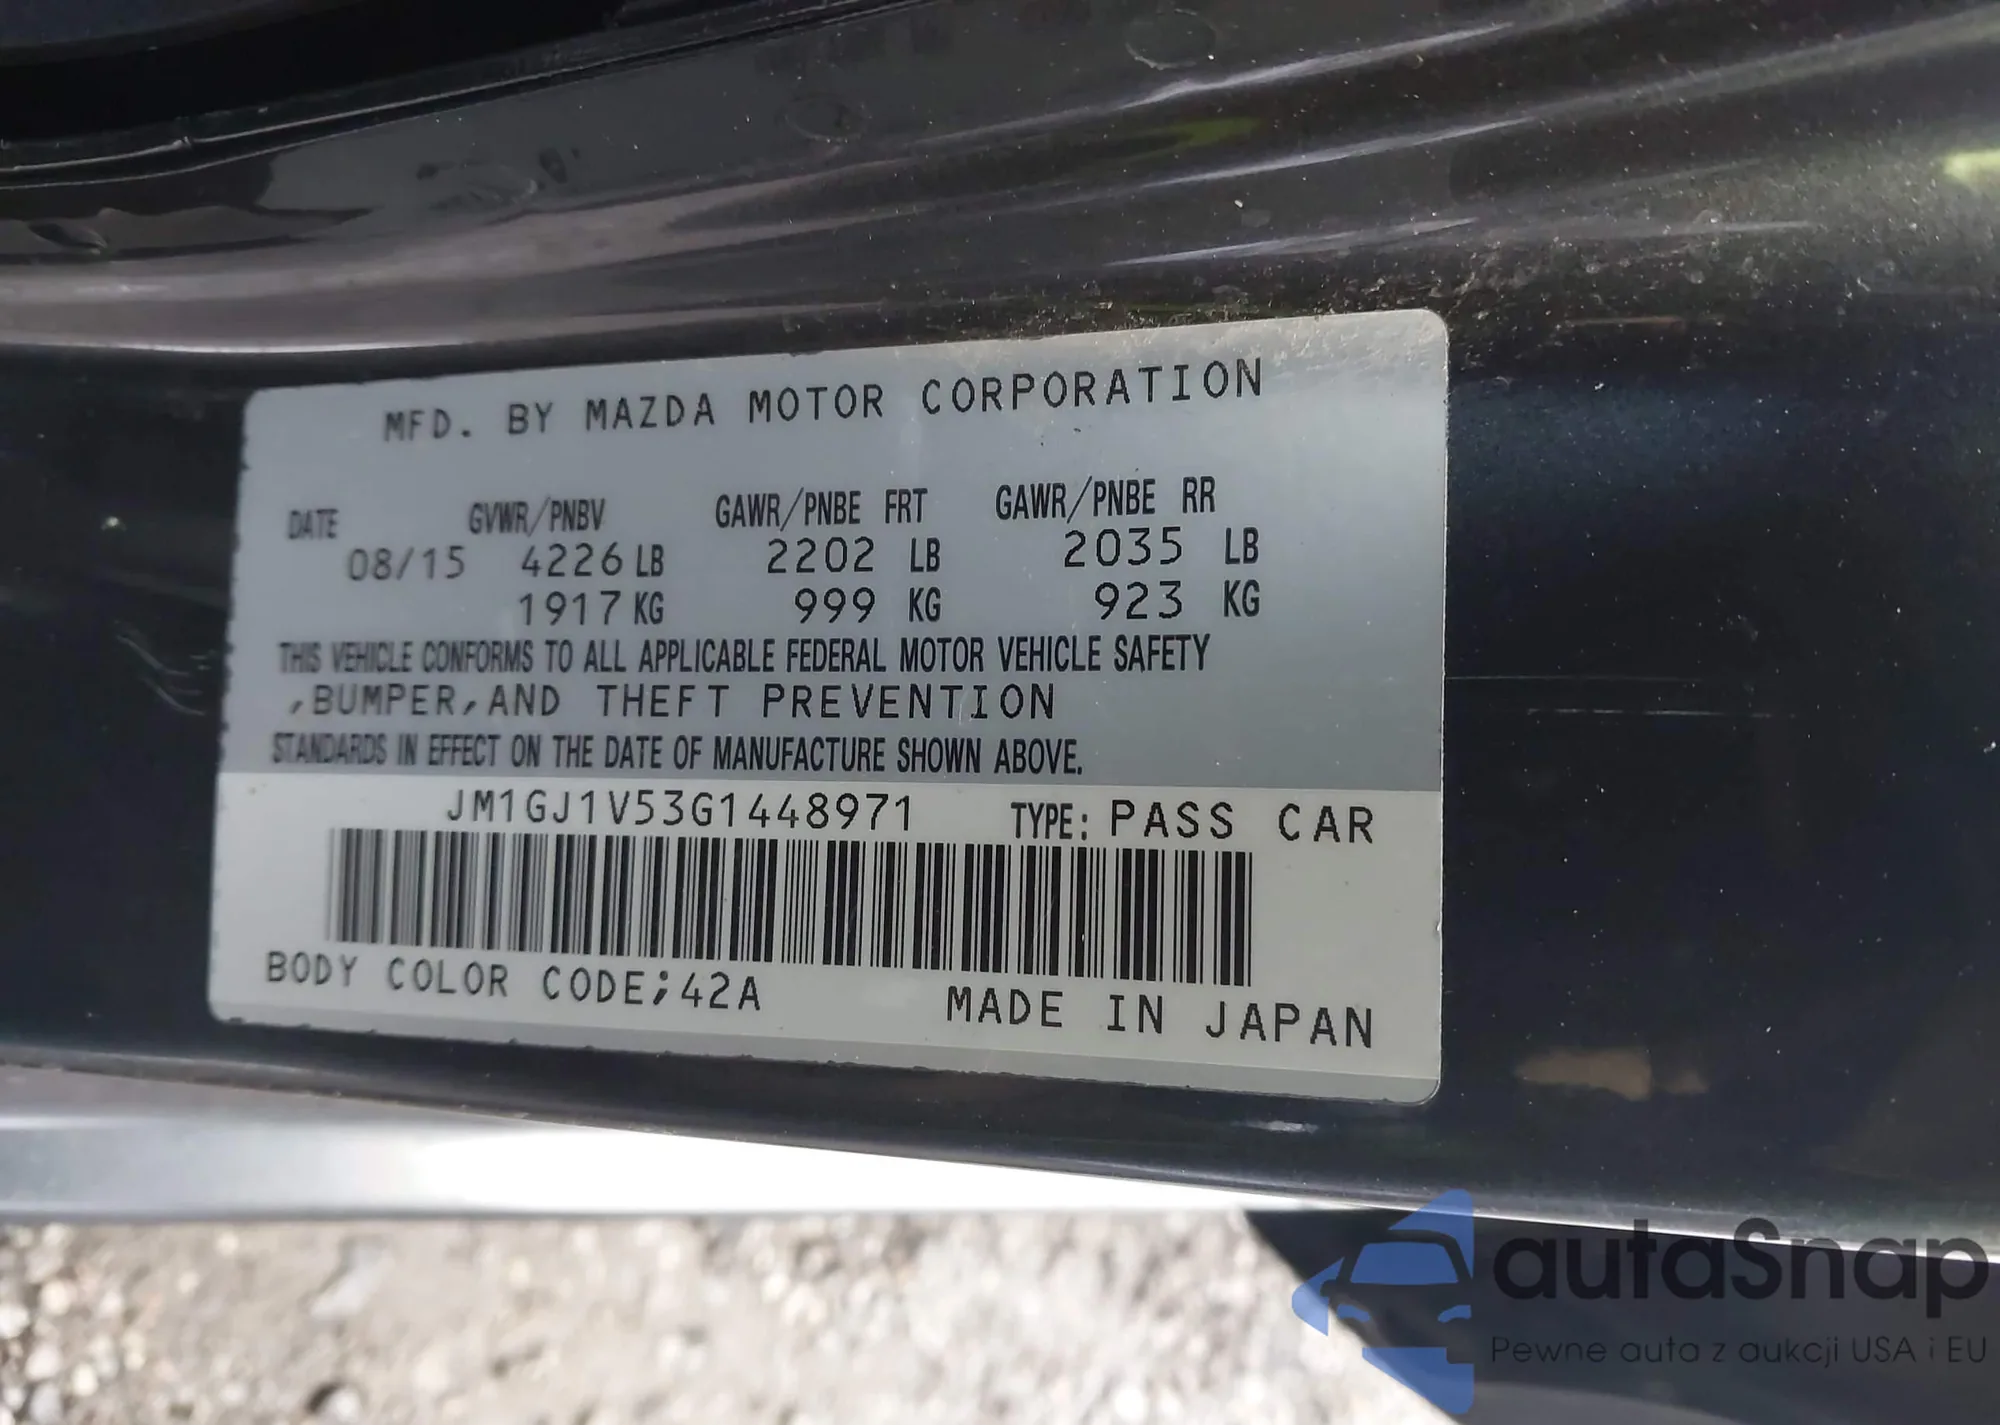 MFD. BY MAZDA MOTOR CORPORATION
DATE GVWR/PNBV GAWR/PNBE FRT GAWR/PNBE RR
08/15 4226 LB 2202 LB 2035 LB
1917 KG 999 KG 923 KG
THIS VEHICLE CONFORMS TO ALL APPLICABLE FEDERAL MOTOR VEHICLE SAFETY
,BUMPER,AND THEFT PREVENTION
STANDARDS IN EFFECT ON THE DATE OF MANUFACTURE SHOWN ABOVE.
JM1GJ1V53G1448971 TYPE: PASS CAR
BODY COLOR CODE;42A
MADE IN JAPAN
autaSnap
Pewne auta z aukcji USA i EU